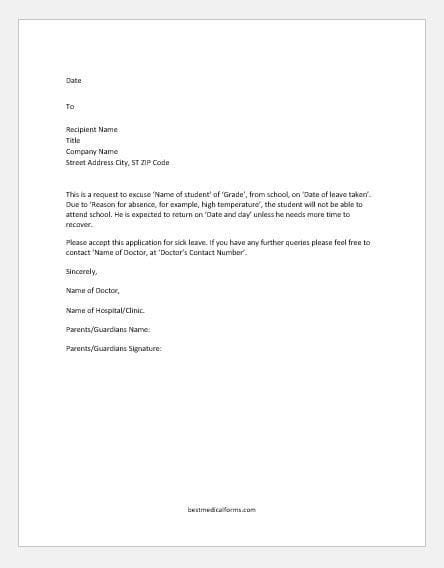 Date
To
Recipient Name
Title
Company Name
Street Address City, ST ZIP Code
This is a request to excuse ‘Name of student’ of ‘Grade’, from school, on ‘Date of leave taken’.
Due to ‘Reason for absence, for example, high temperature’, the student will not be able to
attend school. He is expected to return on ‘Date and day’ unless he needs more time to
recover.
Please accept this application for sick leave. If you have any further queries please feel free to
contact ‘Name of Doctor, at ‘Doctor’s Contact Number’.
Sincerely,
Name of Doctor,
Name of Hospital/Clinic.
Parents/Guardians Name:
Parents/Guardians Signature:
bestmedicalforms.com